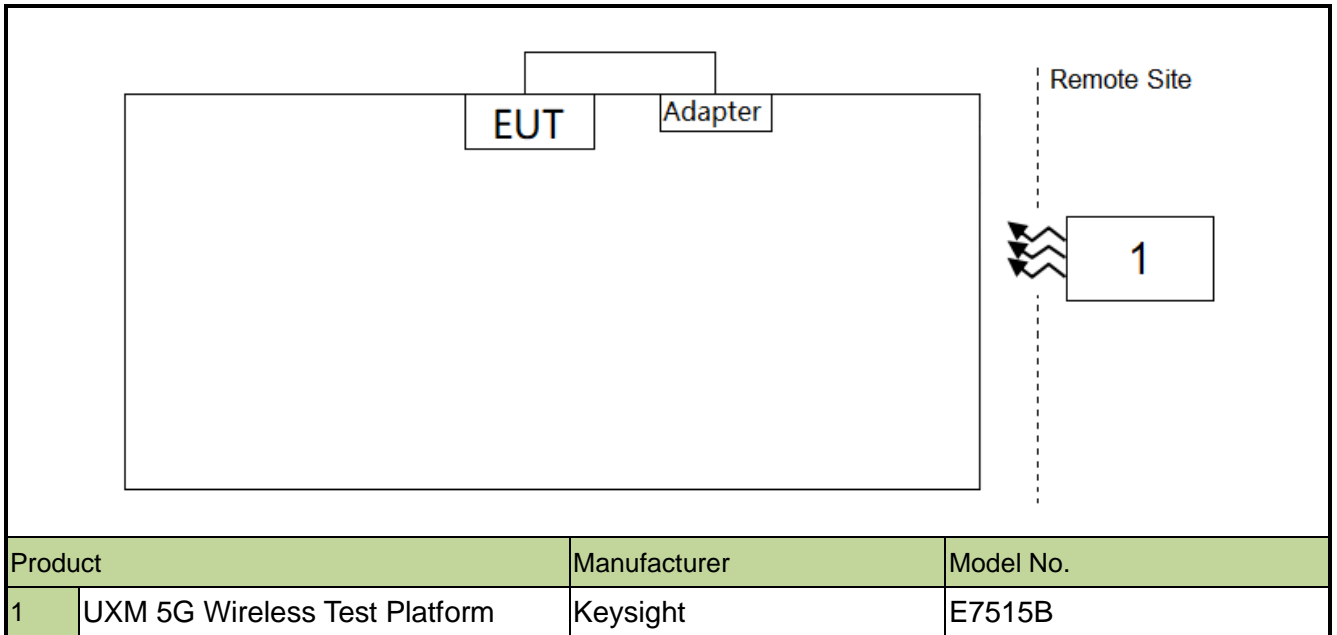 Remote Site
EUT
Adapter
1
Product Manufacturer Model No.
1 UXM 5G Wireless Test Platform Keysight E7515B